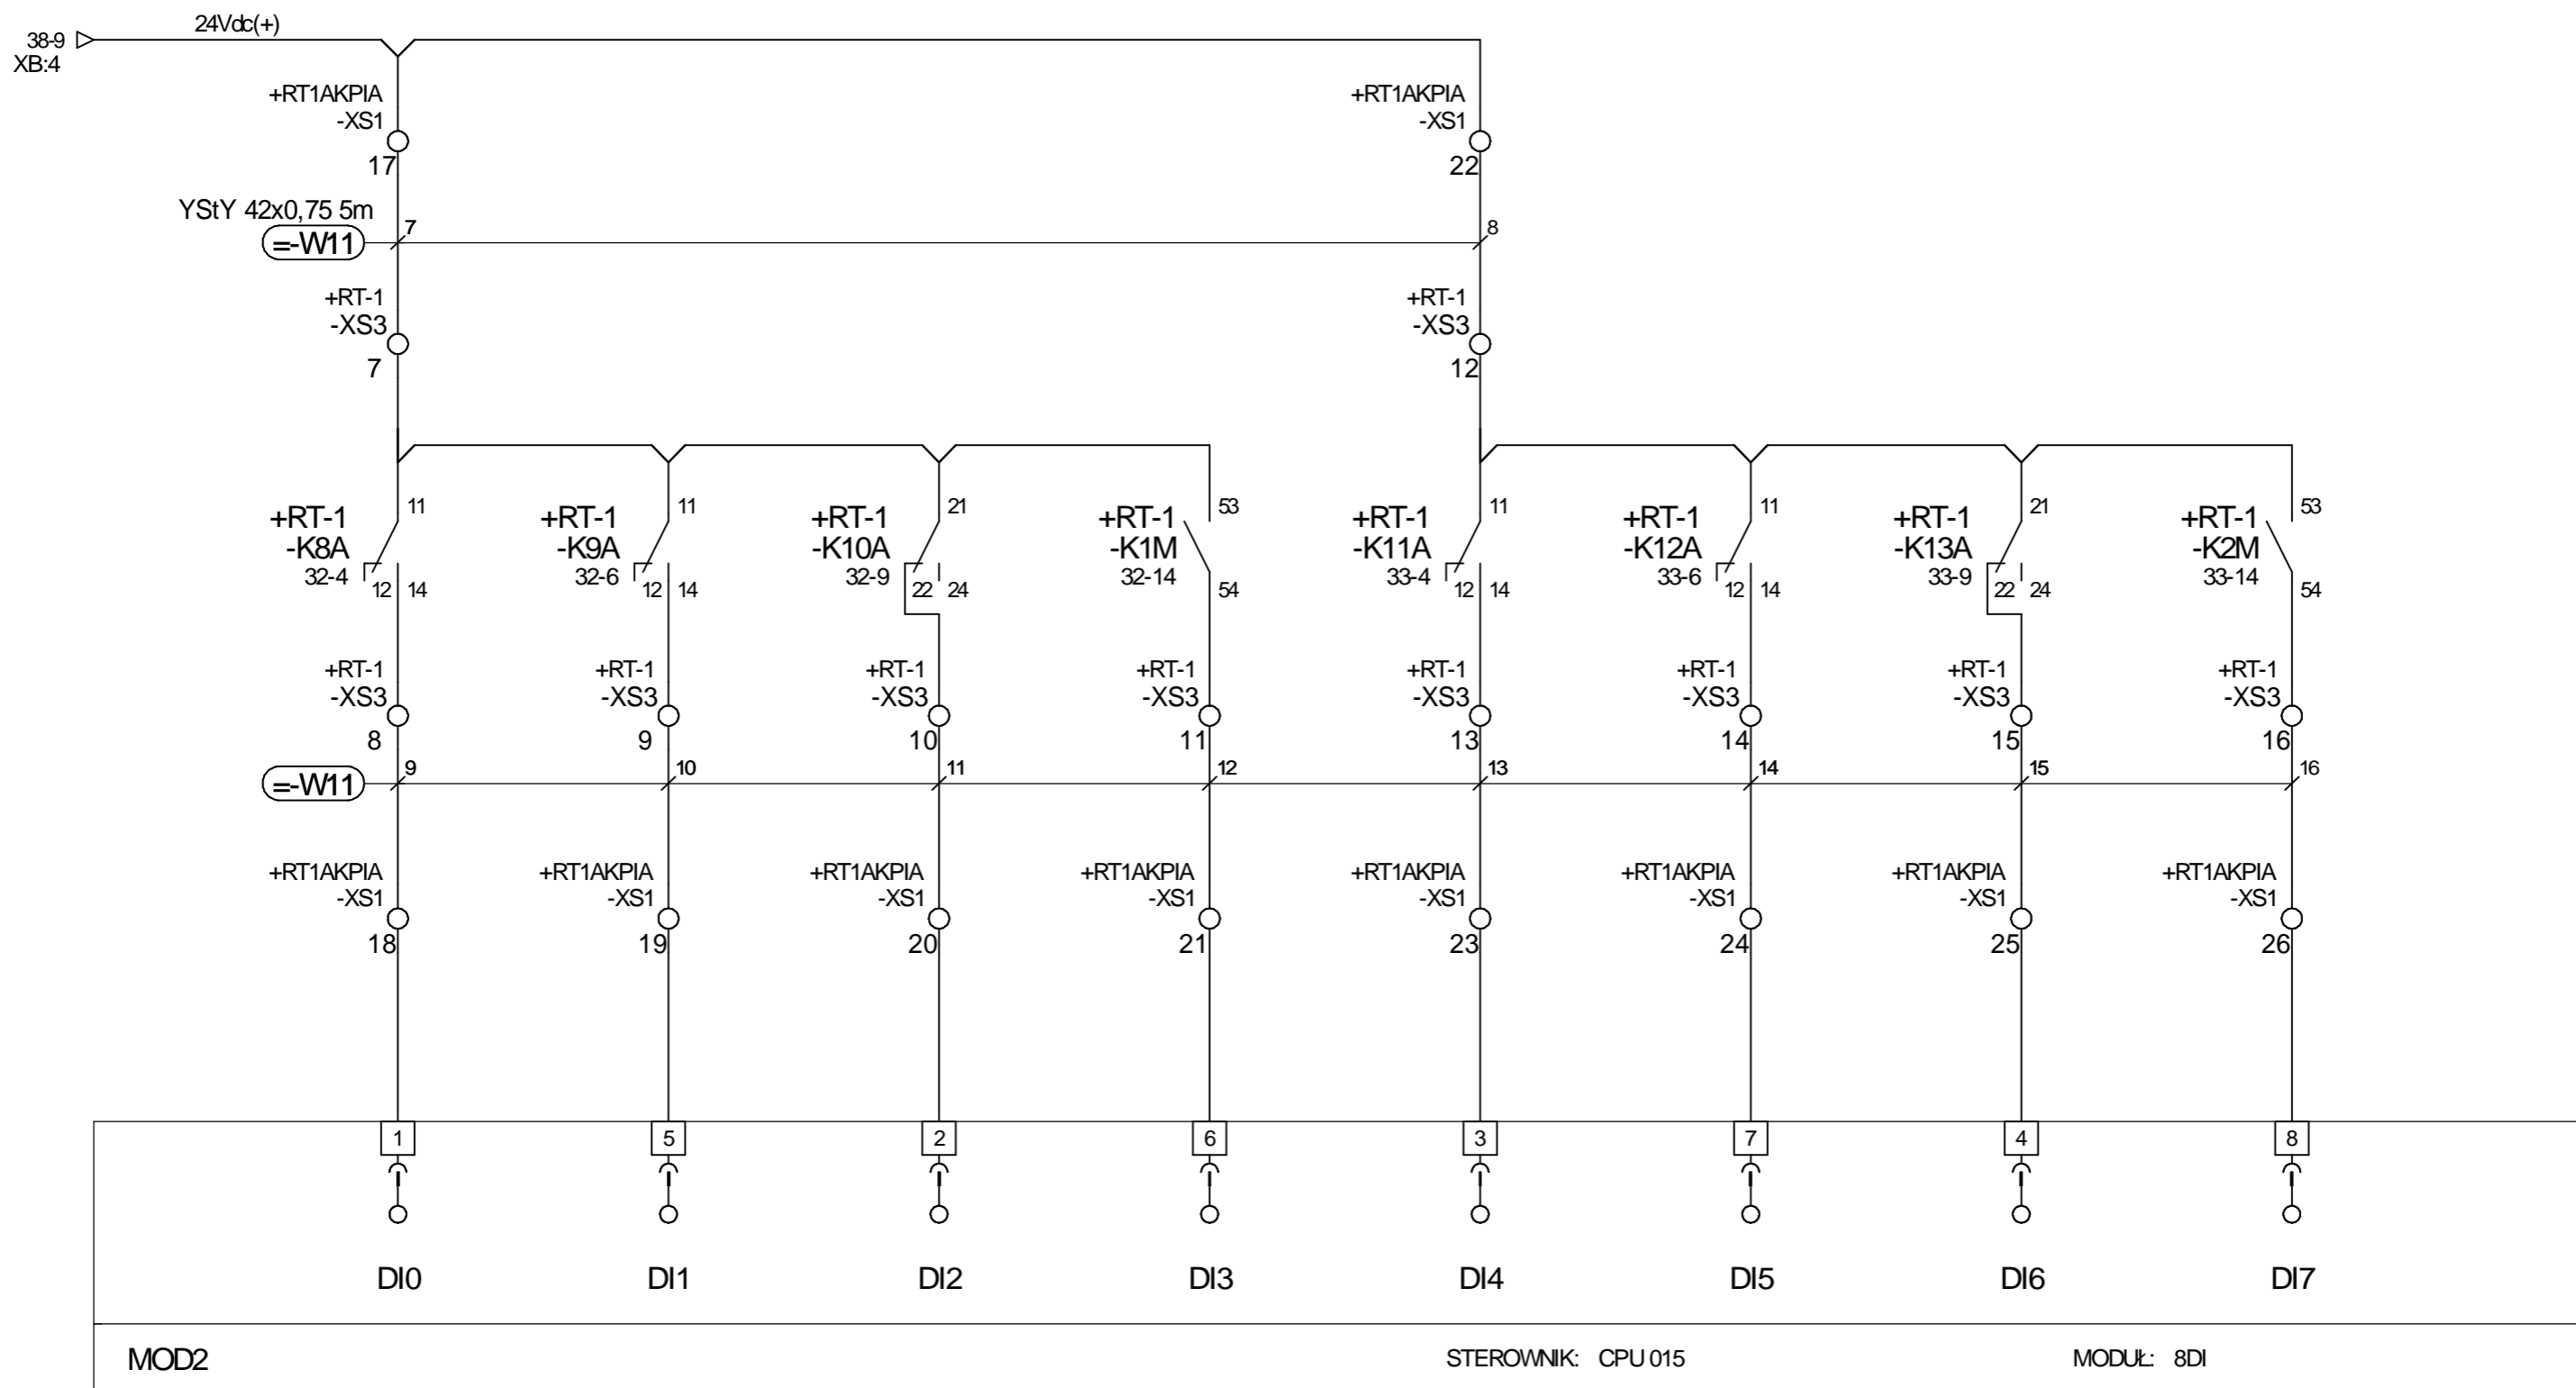 24Vdc(+)
38-9
XB:4
+RT1AKPIA +RT1AKPIA
-XS1 -XS1
17 22
YStY 42x0,75 5m
=-W11 7 8
+RT-1 +RT-1
-XS3 -XS3
7 12
11 11 21 53 11 11 21 53
+RT-1 +RT-1 +RT-1 +RT-1 +RT-1 +RT-1 +RT-1 +RT-1
-K8A -K9A -K10A -K1M -K11A -K12A -K13A -K2M
32-4 32-6 32-9 32-14 33-4 33-6 33-9 33-14
12 14 12 14 22 24 54 12 14 12 14 22 24 54
+RT-1 +RT-1 +RT-1 +RT-1 +RT-1 +RT-1 +RT-1 +RT-1
-XS3 -XS3 -XS3 -XS3 -XS3 -XS3 -XS3 -XS3
8 9 10 11 13 14 15 16
=-W11 9 10 11 12 13 14 15 16
+RT1AKPIA +RT1AKPIA +RT1AKPIA +RT1AKPIA +RT1AKPIA +RT1AKPIA +RT1AKPIA +RT1AKPIA
-XS1 -XS1 -XS1 -XS1 -XS1 -XS1 -XS1 -XS1
18 19 20 21 23 24 25 26
1 5 2 6 3 7 4 8
DI0 DI1 DI2 DI3 DI4 DI5 DI6 DI7
MOD2 STEROWNIK: CPU 015 MODUŁ: 8DI